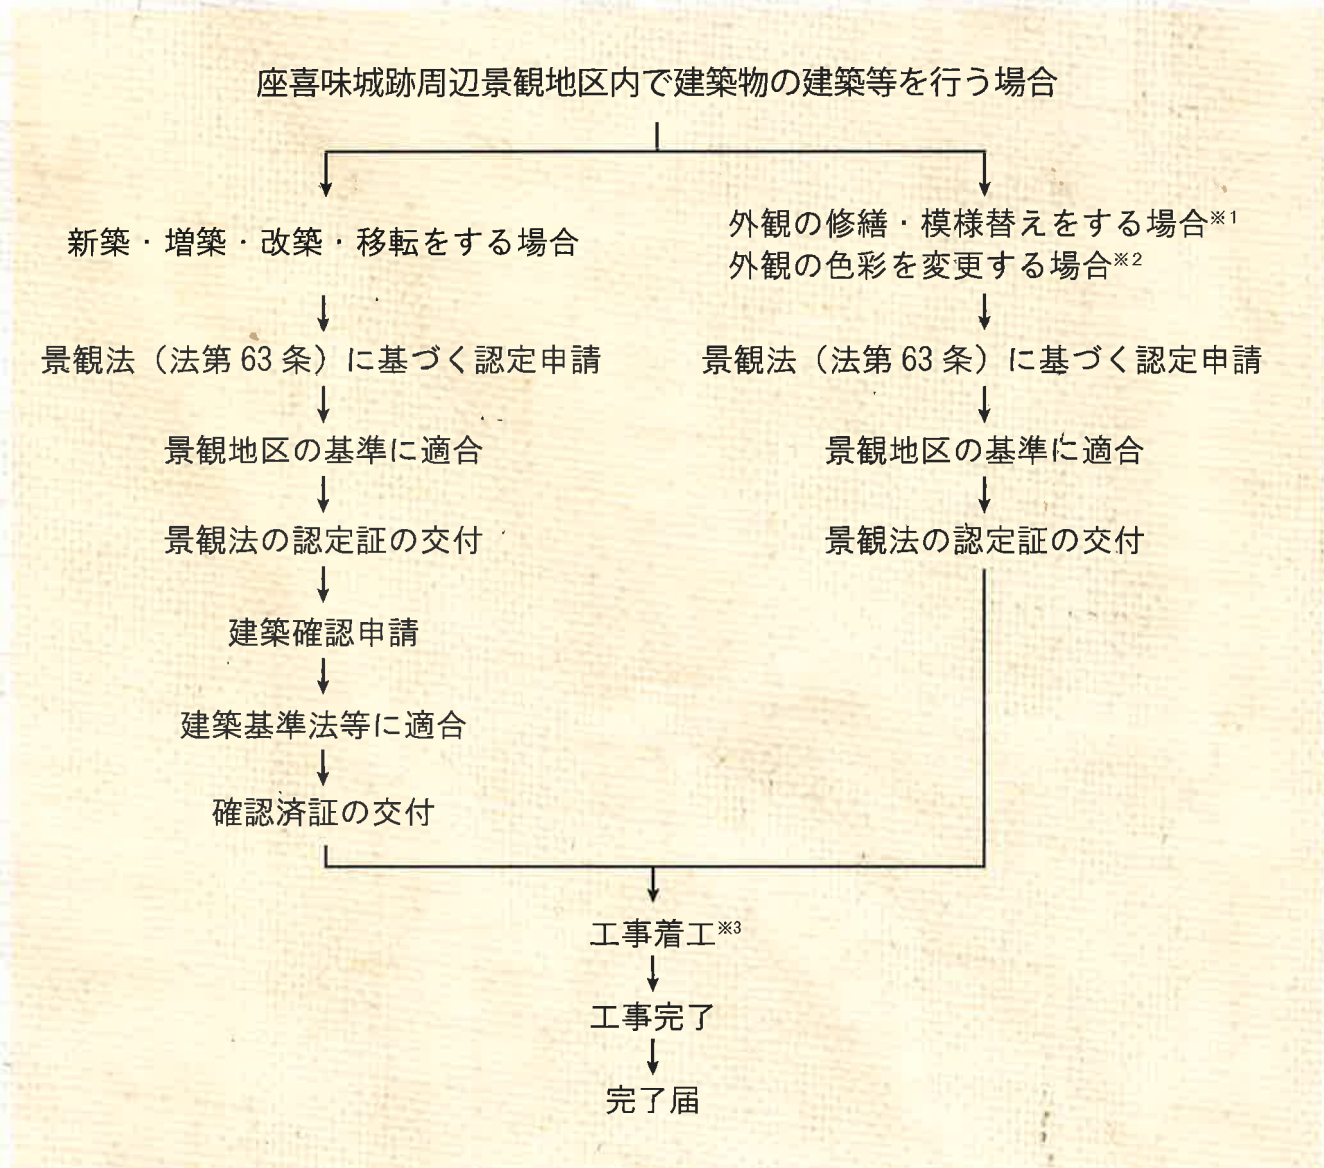 座喜味城跡周辺景観地区内で建築物の建築等を行う場合
新築・増築・改築・移転をする場合
景観法（法第63条）に基づく認定申請
景観地区の基準に適合
景観法の認定証の交付
建築確認申請
建築基準法等に適合
確認済証の交付
外観の修繕・模様替えをする場合※1
外観の色彩を変更する場合※2
景観法（法第63条）に基づく認定申請
景観地区の基準に適合
景観法の認定証の交付
工事着工※3
工事完了
完了届